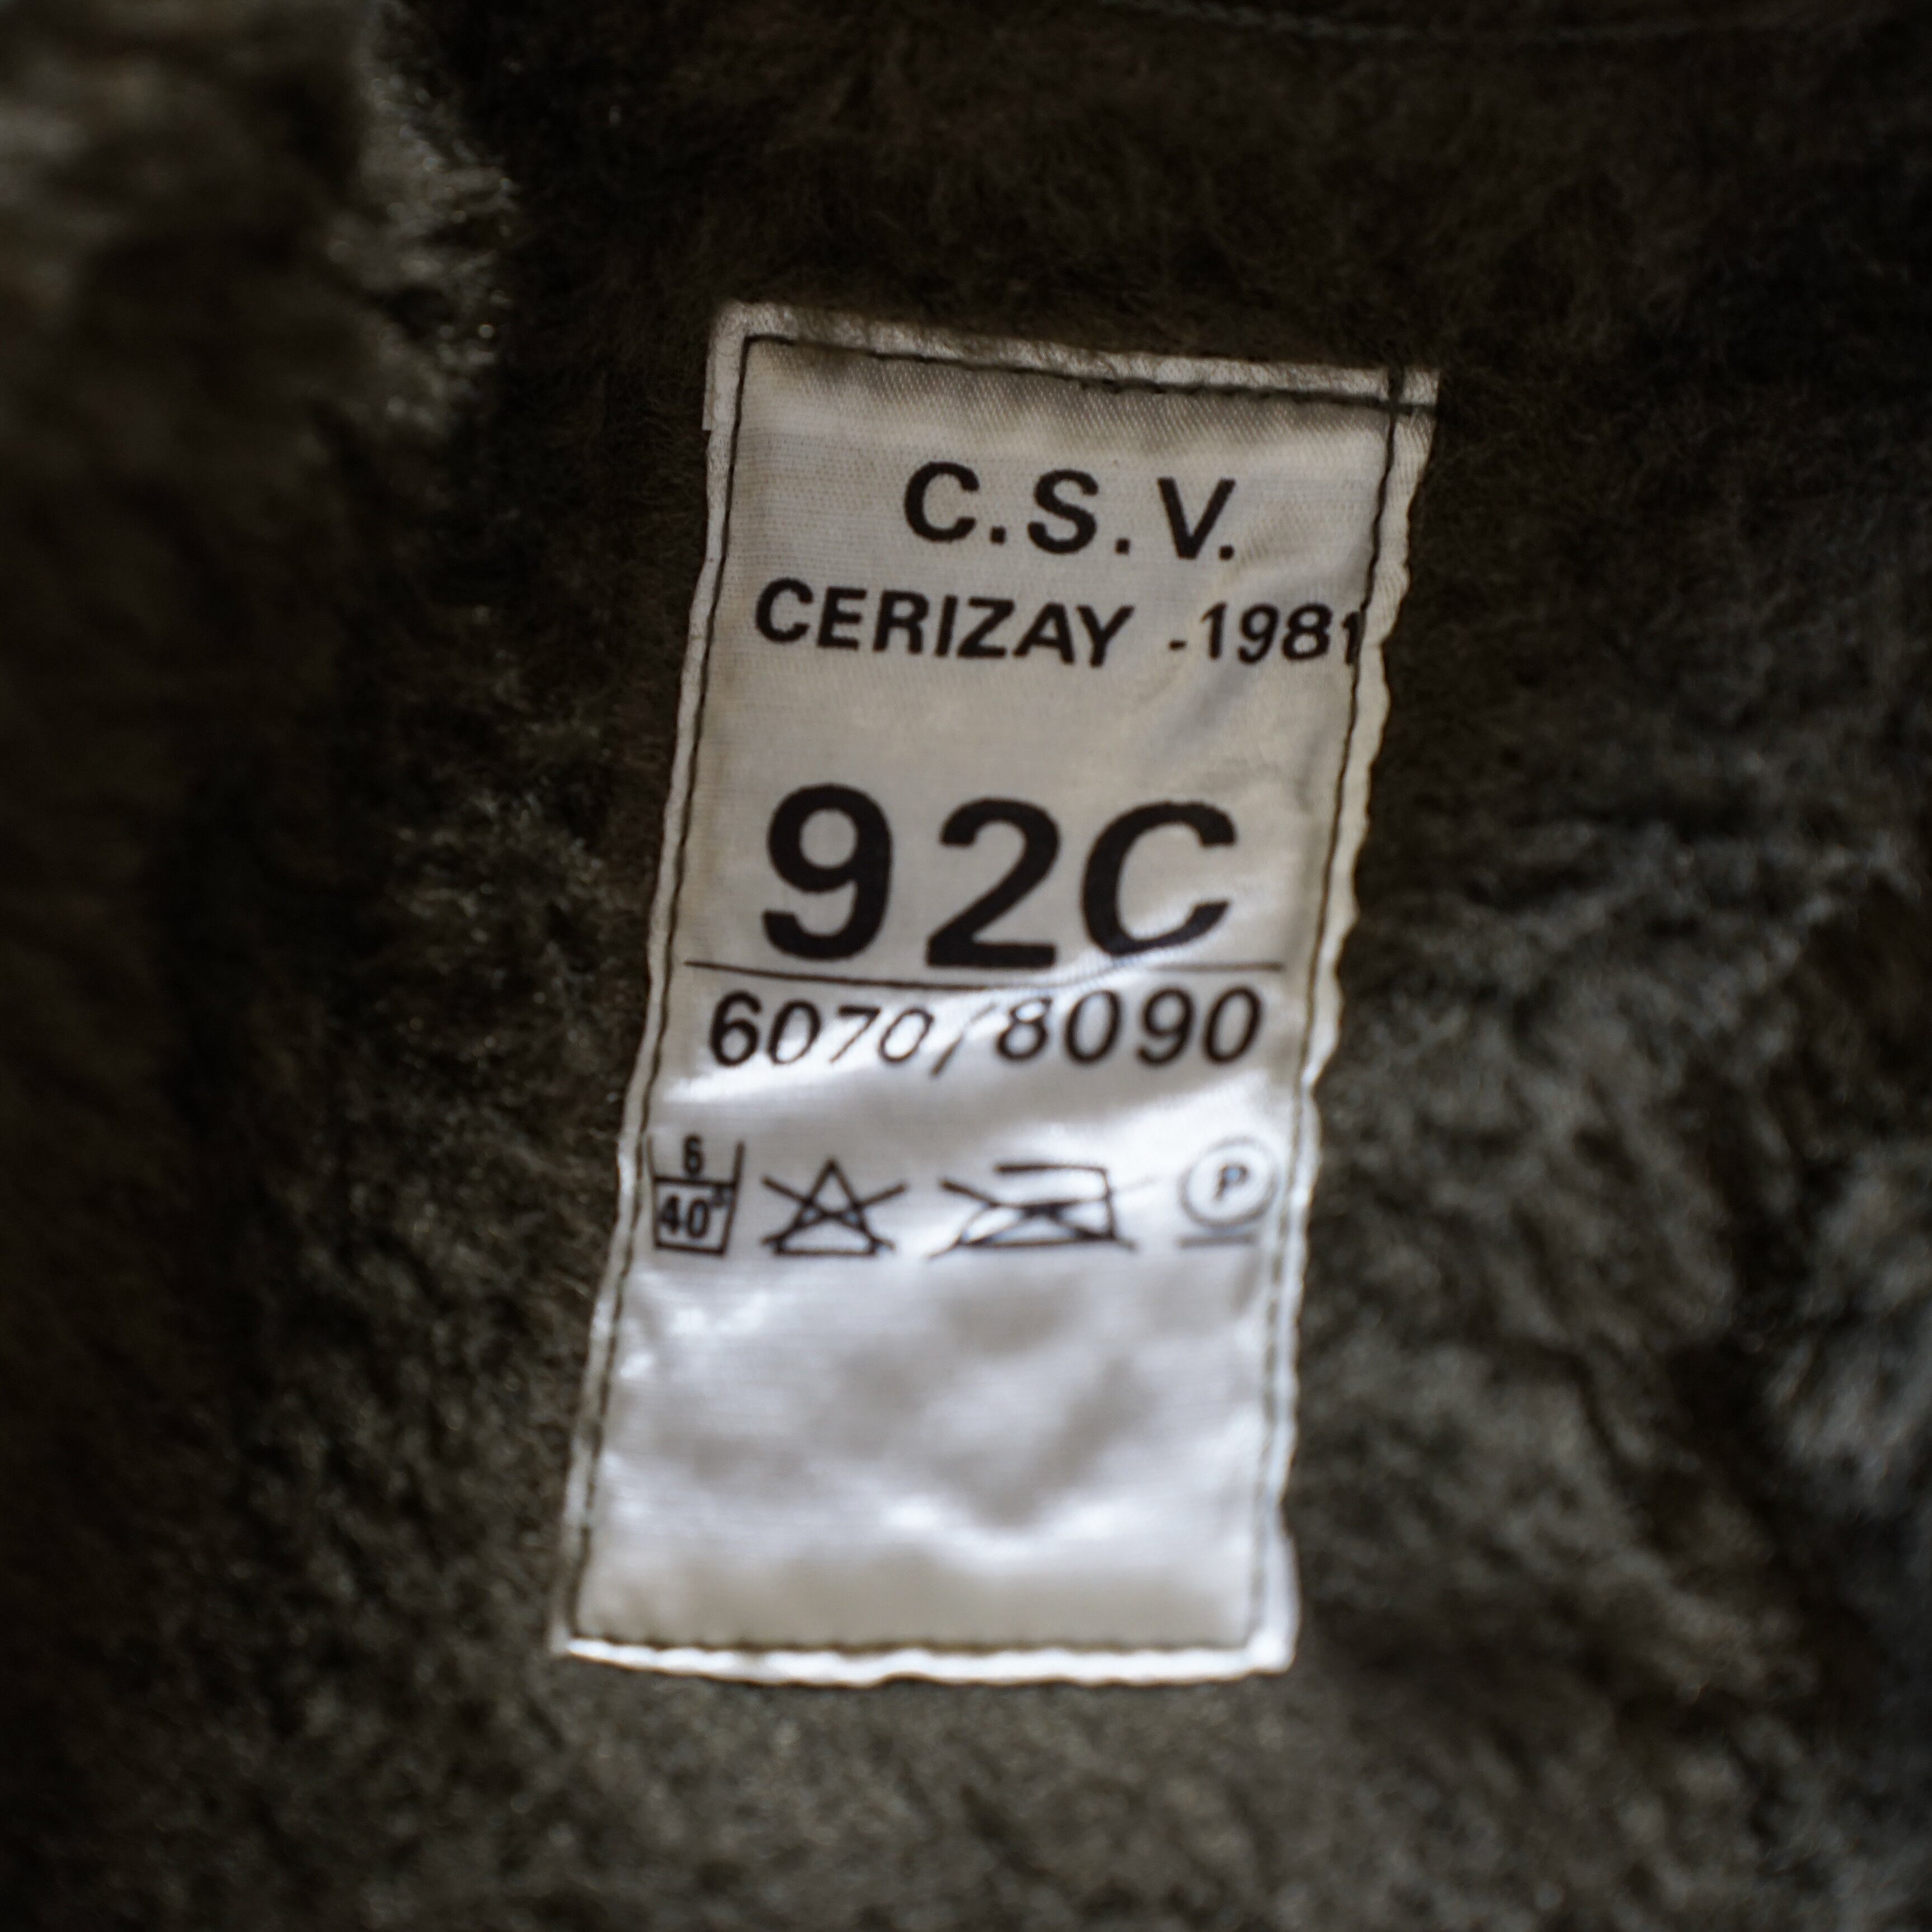 C.S.V.
CERIZAY -1981
92C
6070/8090
6
40°
P